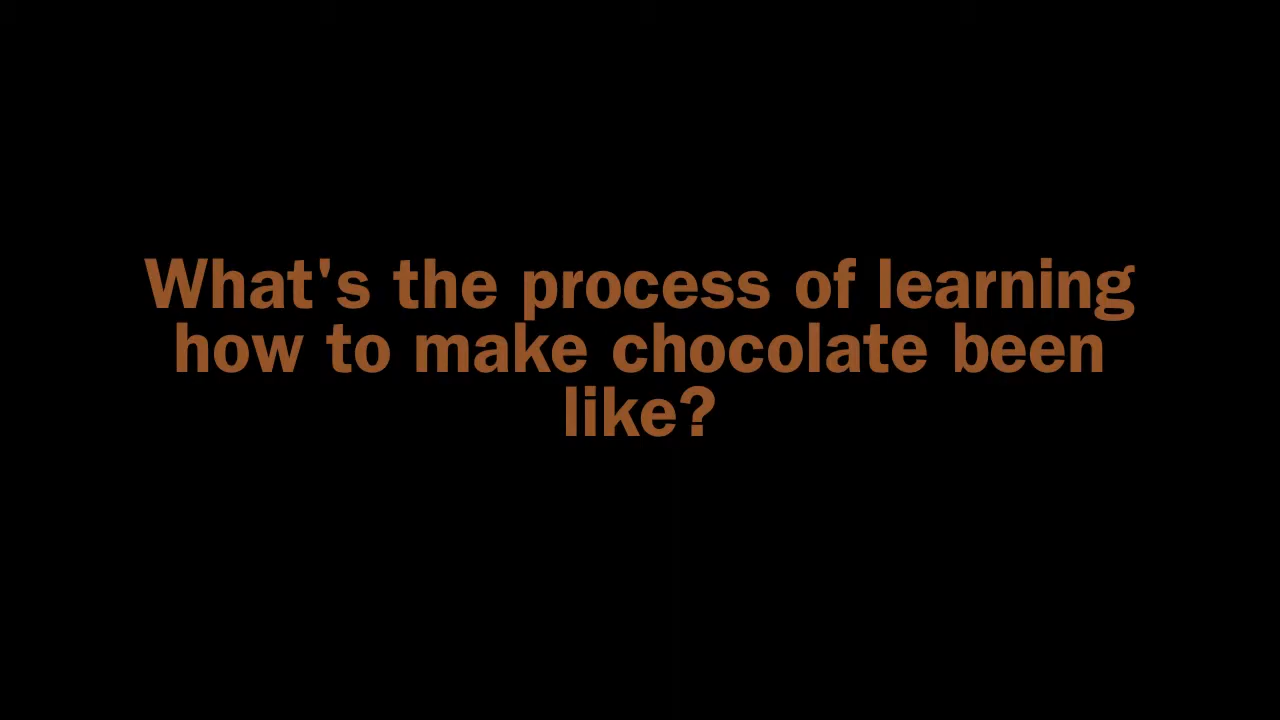 What's the process of learning
how to make chocolate been
like?